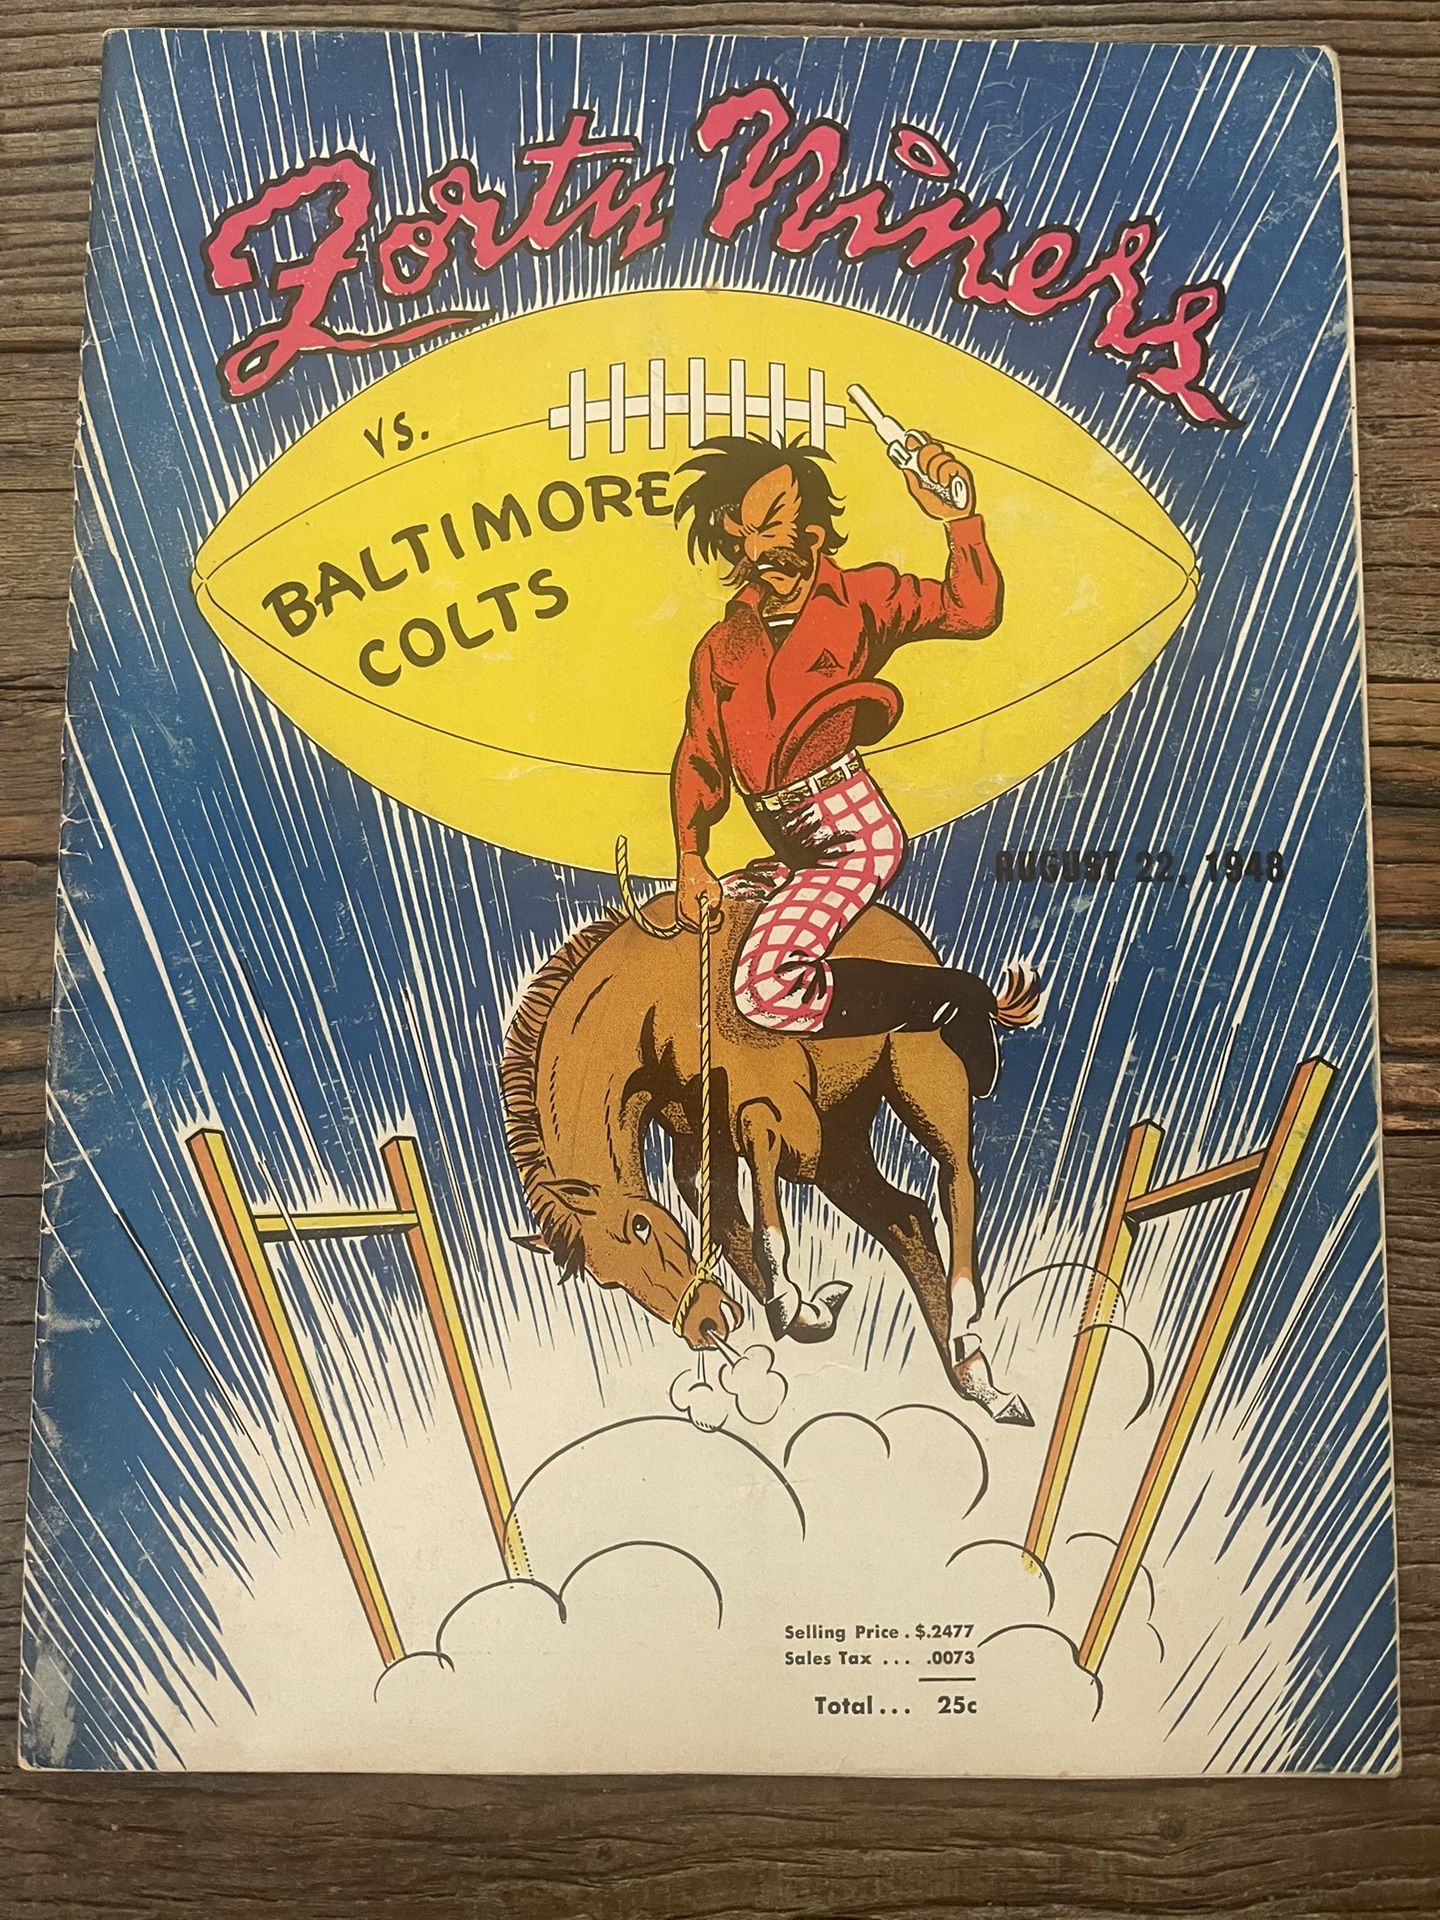 Forty Niners
vs.
BALTIMORE
COLTS
AUGUST 22, 1948
Selling Price . $.2477
Sales Tax ... .0073
Total... 25c